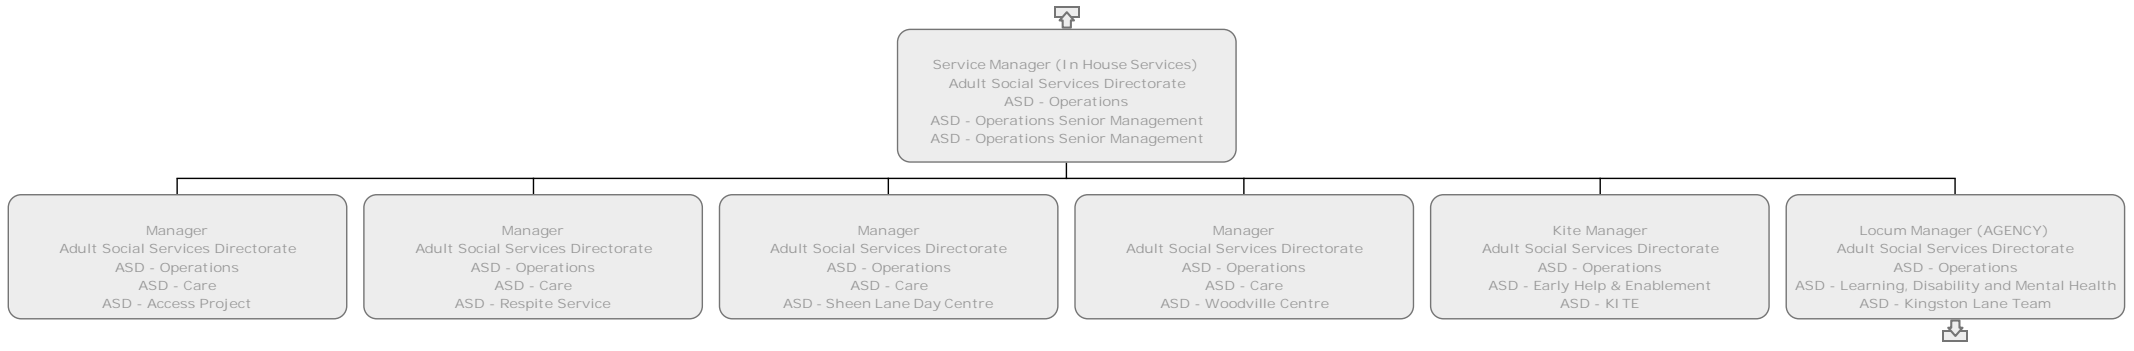 Service Manager (In House Services)
Adult Social Services Directorate
ASD - Operations
ASD - Operations Senior Management
ASD - Operations Senior Management
Manager
Adult Social Services Directorate
ASD - Operations
ASD - Care
ASD - Access Project
Manager
Adult Social Services Directorate
ASD - Operations
ASD - Care
ASD - Respite Service
Manager
Adult Social Services Directorate
ASD - Operations
ASD - Care
ASD - Sheen Lane Day Centre
Manager
Adult Social Services Directorate
ASD - Operations
ASD - Care
ASD - Woodville Centre
Kite Manager
Adult Social Services Directorate
ASD - Operations
ASD - Early Help & Enablement
ASD - KITE
Locum Manager (AGENCY)
Adult Social Services Directorate
ASD - Operations
ASD - Learning, Disability and Mental Health
ASD - Kingston Lane Team